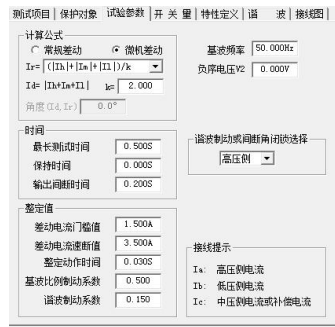 测试项目 | 保护对象 试验参数 | 开 关 量 | 特性定义 | 谐 波 | 接线图
计算公式
常规差动 微机差动
Ir= (|Ih|+|Im|+|Il|)/k
Id= |Ih+Im+Il| k= 2.000
角度(Id,Ir) 0.0°
基波频率 50.000Hz
负序电压V2 0.000V
时间
最长测试时间 0.500S
保持时间 0.000S
输出间断时间 0.200S
谐波制动或间断角闭锁选择
高压侧
整定值
差动电流门槛值 1.500A
差动电流速断值 3.500A
整定动作时间 0.030S
基波比例制动系数 0.500
谐波制动系数 0.150
接线提示
Ia: 高压侧电流
Ib: 低压侧电流
Ic: 中压侧电流或补偿电流